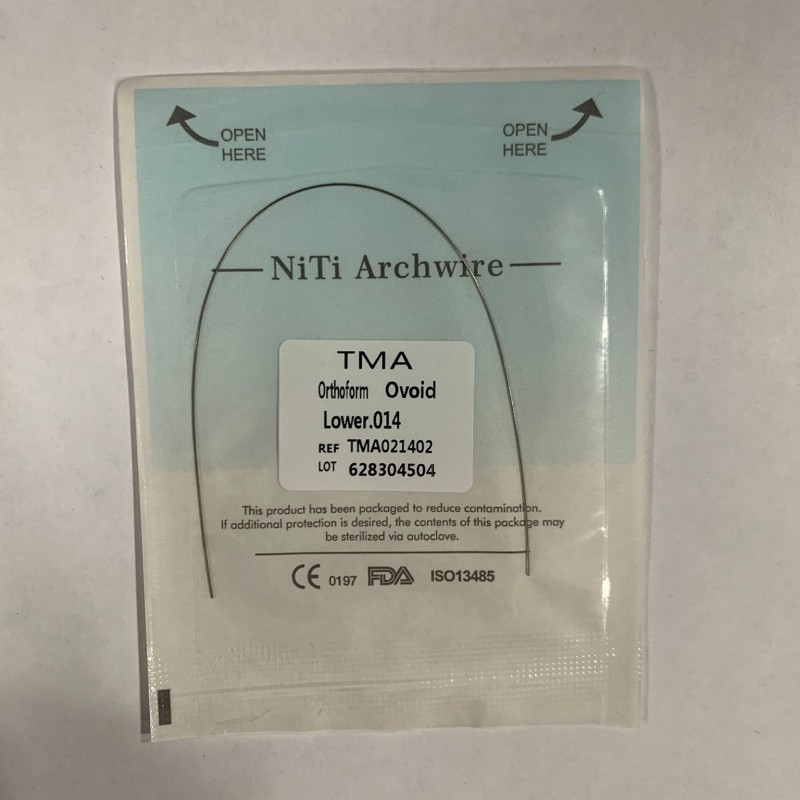 OPEN HERE
OPEN HERE
NiTi Archwire
TMA
Orthoform Ovoid
Lower.014
REF TMA021402
LOT 628304504
This product has been packaged to reduce contamination.
If additional protection is desired, the contents of this package may
be sterilized via autoclave.
CE 0197 FDA ISO13485